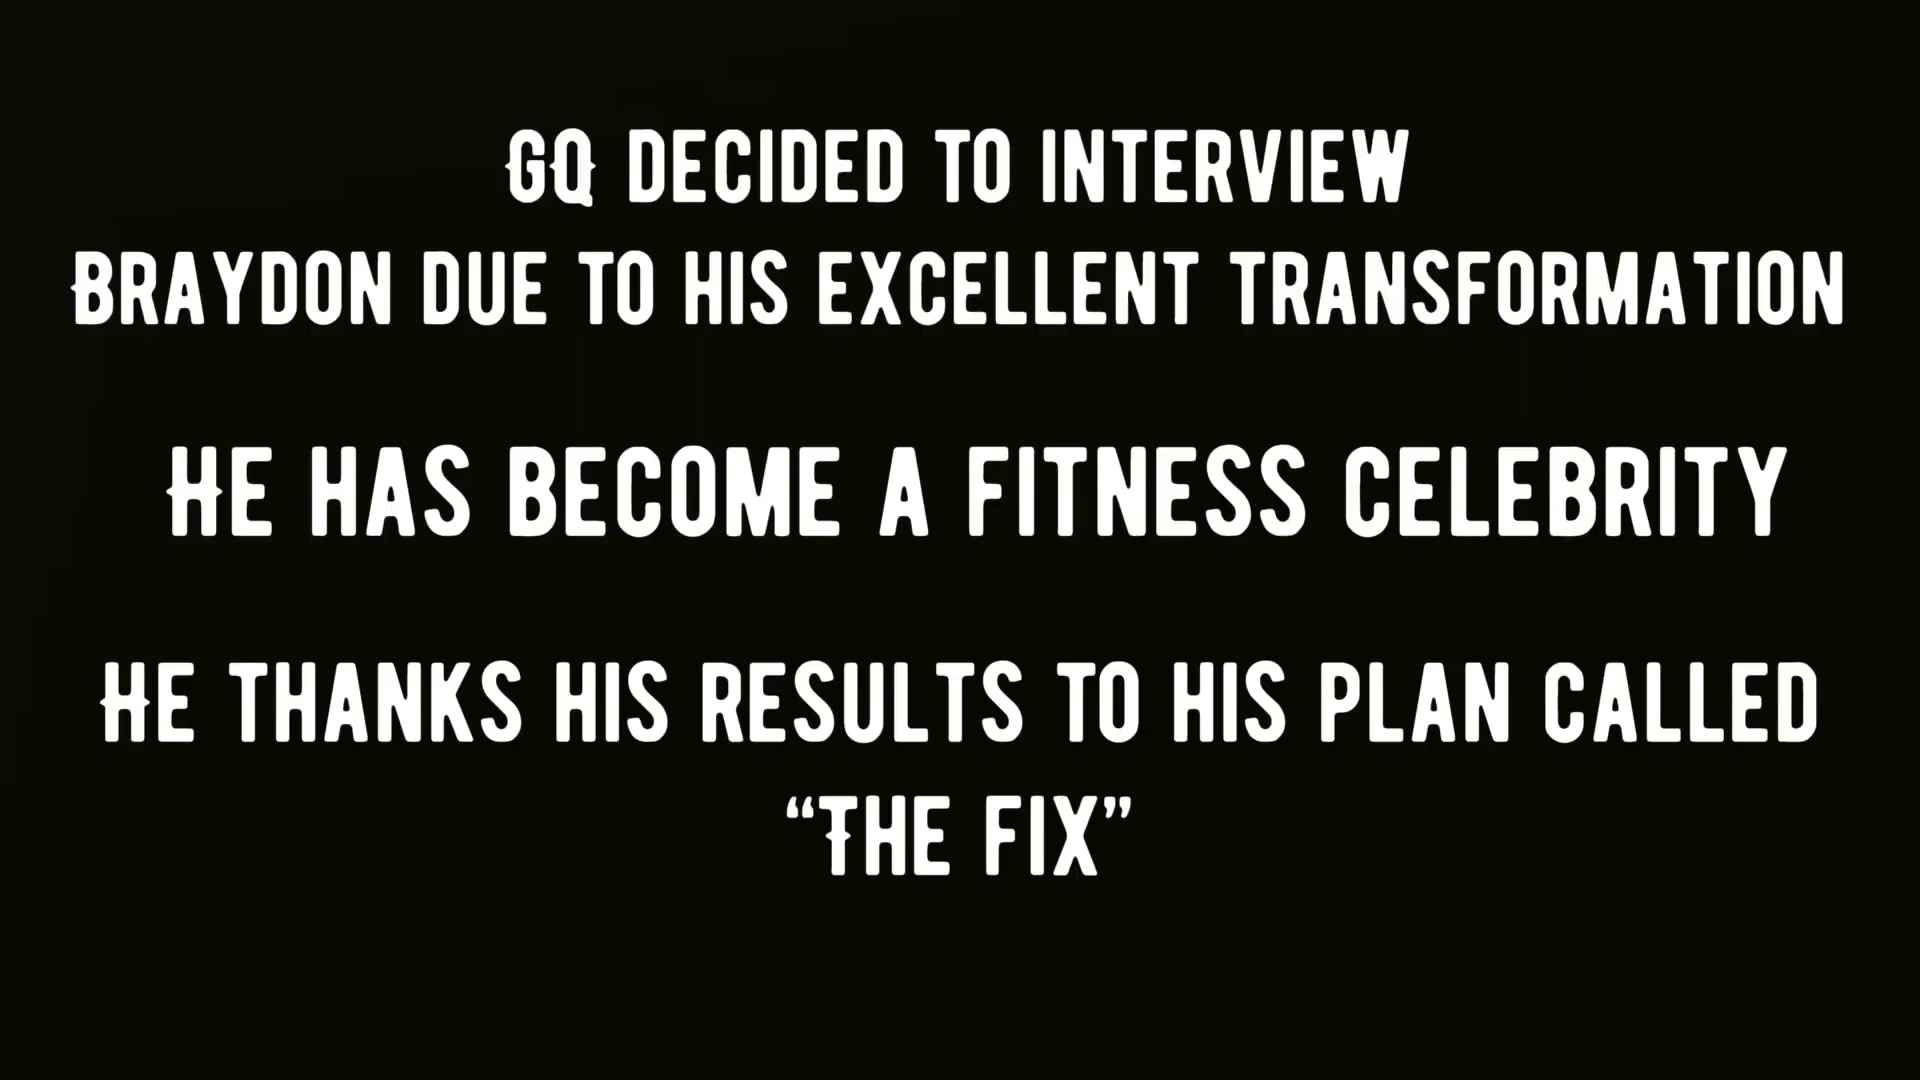 GQ DECIDED TO INTERVIEW
BRAYDON DUE TO HIS EXCELLENT TRANSFORMATION
HE HAS BECOME A FITNESS CELEBRITY
HE THANKS HIS RESULTS TO HIS PLAN CALLED
“THE FIX”